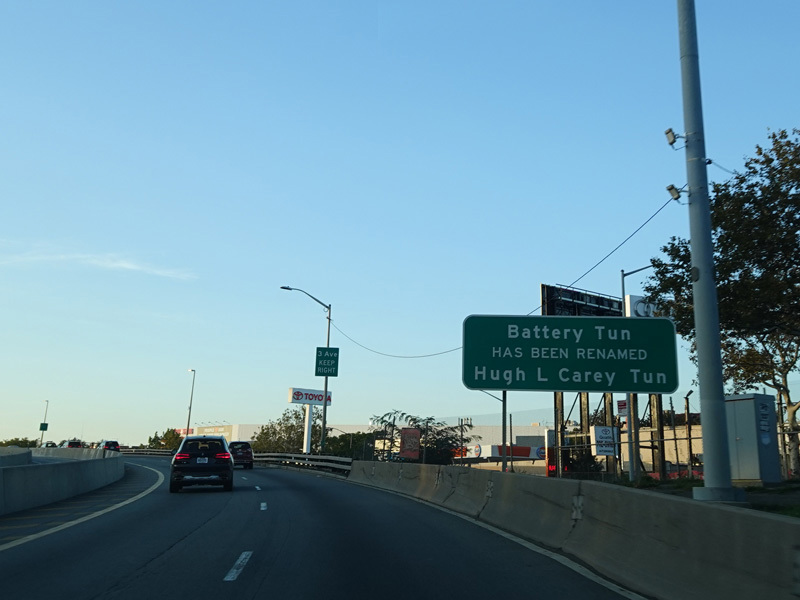 Battery Tun
HAS BEEN RENAMED
Hugh L Carey Tun
3 Ave
KEEP
RIGHT
TOYOTA